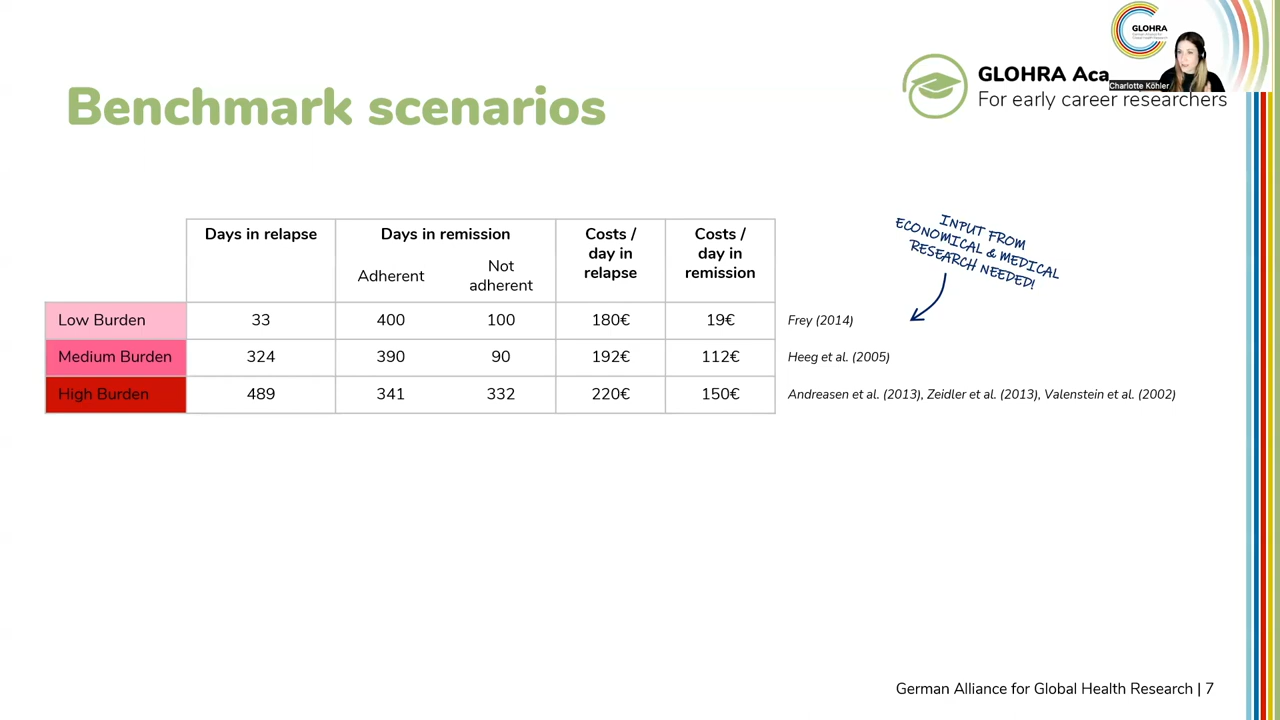 GLOHRA
Charlotte Köhler
GLOHRA Aca
For early career researchers
Benchmark scenarios
INPUT FROM
ECONOMICAL & MEDICAL
RESEARCH NEEDED!
Days in relapse Days in remission Costs / day in relapse Costs / day in remission
Adherent Not adherent
Low Burden 33 400 100 180€ 19€ Frey (2014)
Medium Burden 324 390 90 192€ 112€ Heeg et al. (2005)
High Burden 489 341 332 220€ 150€ Andreasen et al. (2013), Zeidler et al. (2013), Valenstein et al. (2002)
German Alliance for Global Health Research | 7